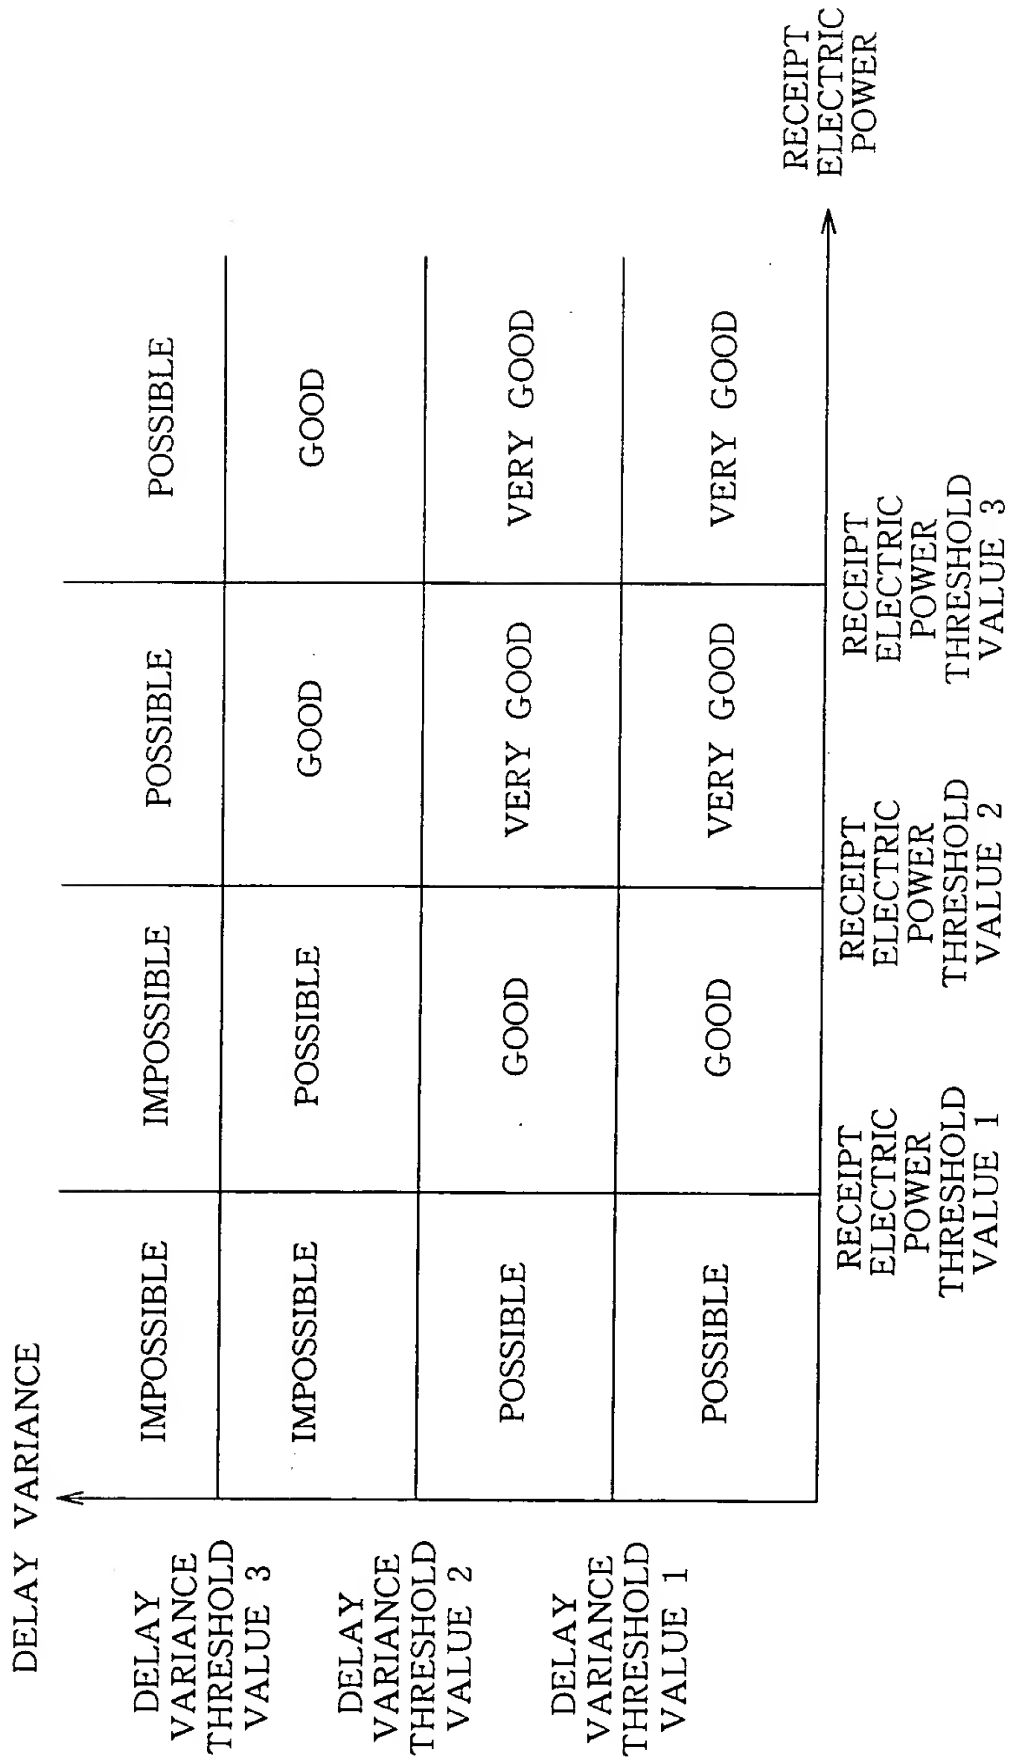 DELAY VARIANCE
DELAY
VARIANCE
THRESHOLD
VALUE 3
DELAY
VARIANCE
THRESHOLD
VALUE 2
DELAY
VARIANCE
THRESHOLD
VALUE 1
IMPOSSIBLE
IMPOSSIBLE
POSSIBLE
POSSIBLE
IMPOSSIBLE
POSSIBLE
GOOD
GOOD
POSSIBLE
GOOD
VERY GOOD
VERY GOOD
POSSIBLE
GOOD
VERY GOOD
VERY GOOD
RECEIPT
ELECTRIC
POWER
THRESHOLD
VALUE 1
RECEIPT
ELECTRIC
POWER
THRESHOLD
VALUE 2
RECEIPT
ELECTRIC
POWER
THRESHOLD
VALUE 3
RECEIPT
ELECTRIC
POWER